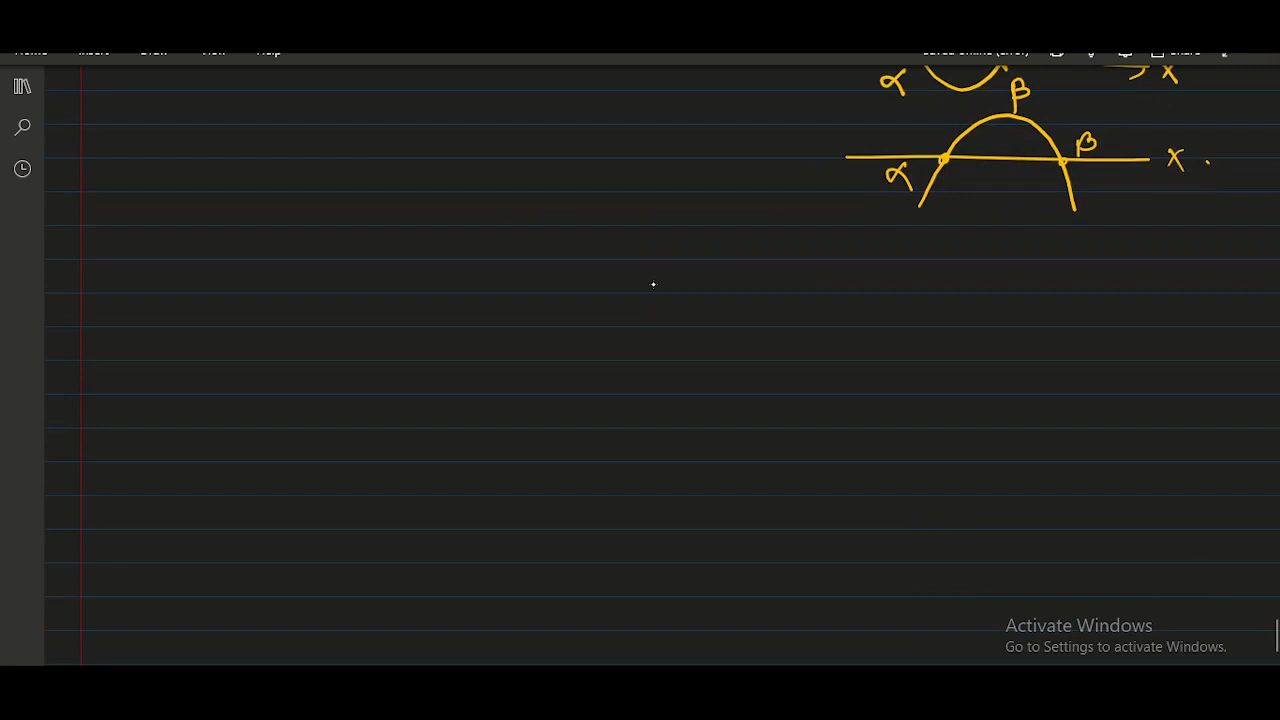 α x
β
β
α x .
Activate Windows
Go to Settings to activate Windows.